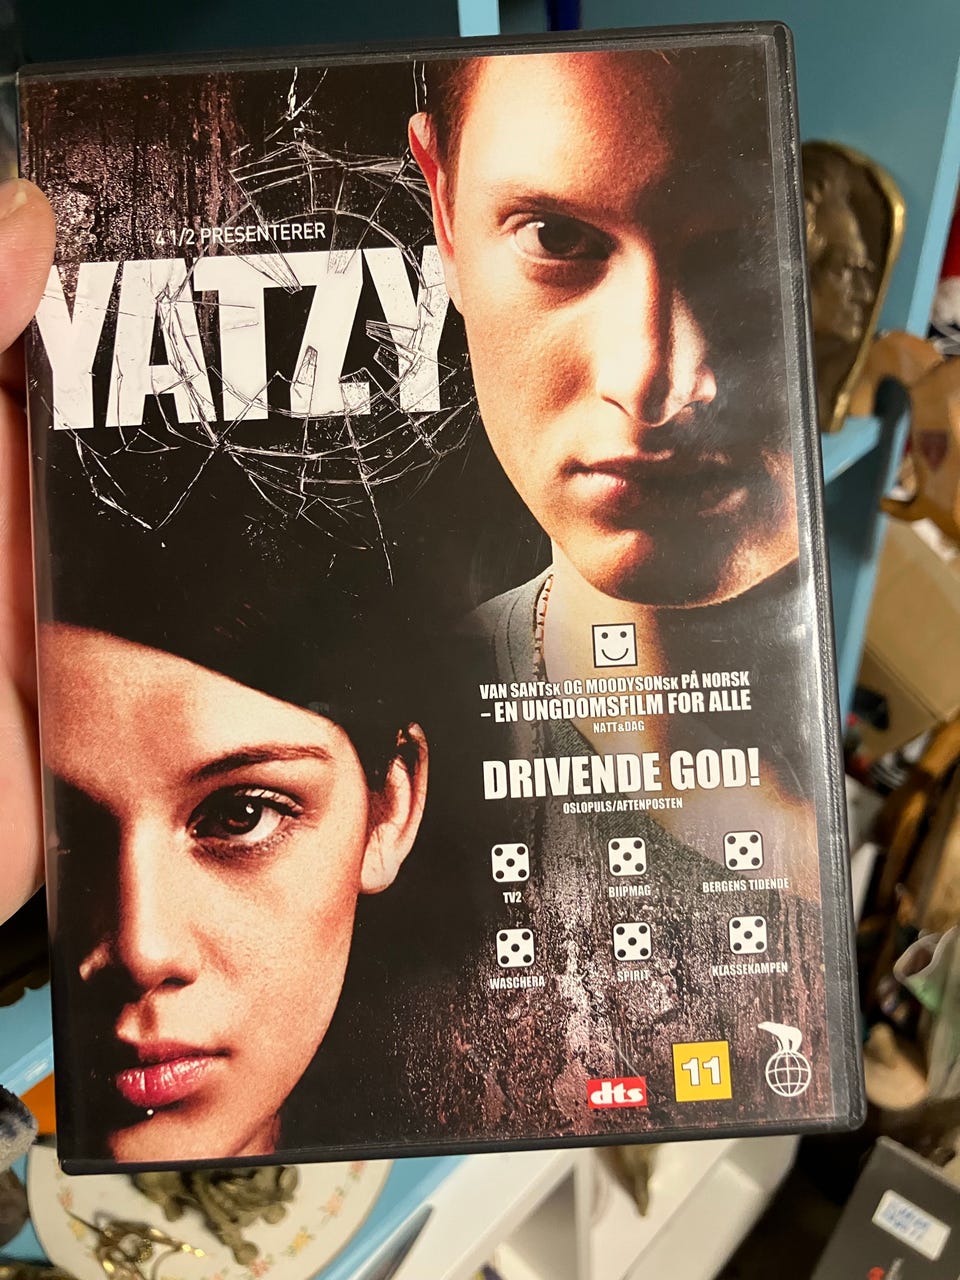 4 1/2 PRESENTERER
YATZY
VAN SANTSK OG MOODYSONSK PÅ NORSK
– EN UNGDOMSFILM FOR ALLE
NATT&DAG
DRIVENDE GOD!
OSLOPULS/AFTENPOSTEN
TV2
BIIPMAG
BERGENS TIDENDE
WASCHERA
SPIRIT
KLASSEKAMPEN
dts
11